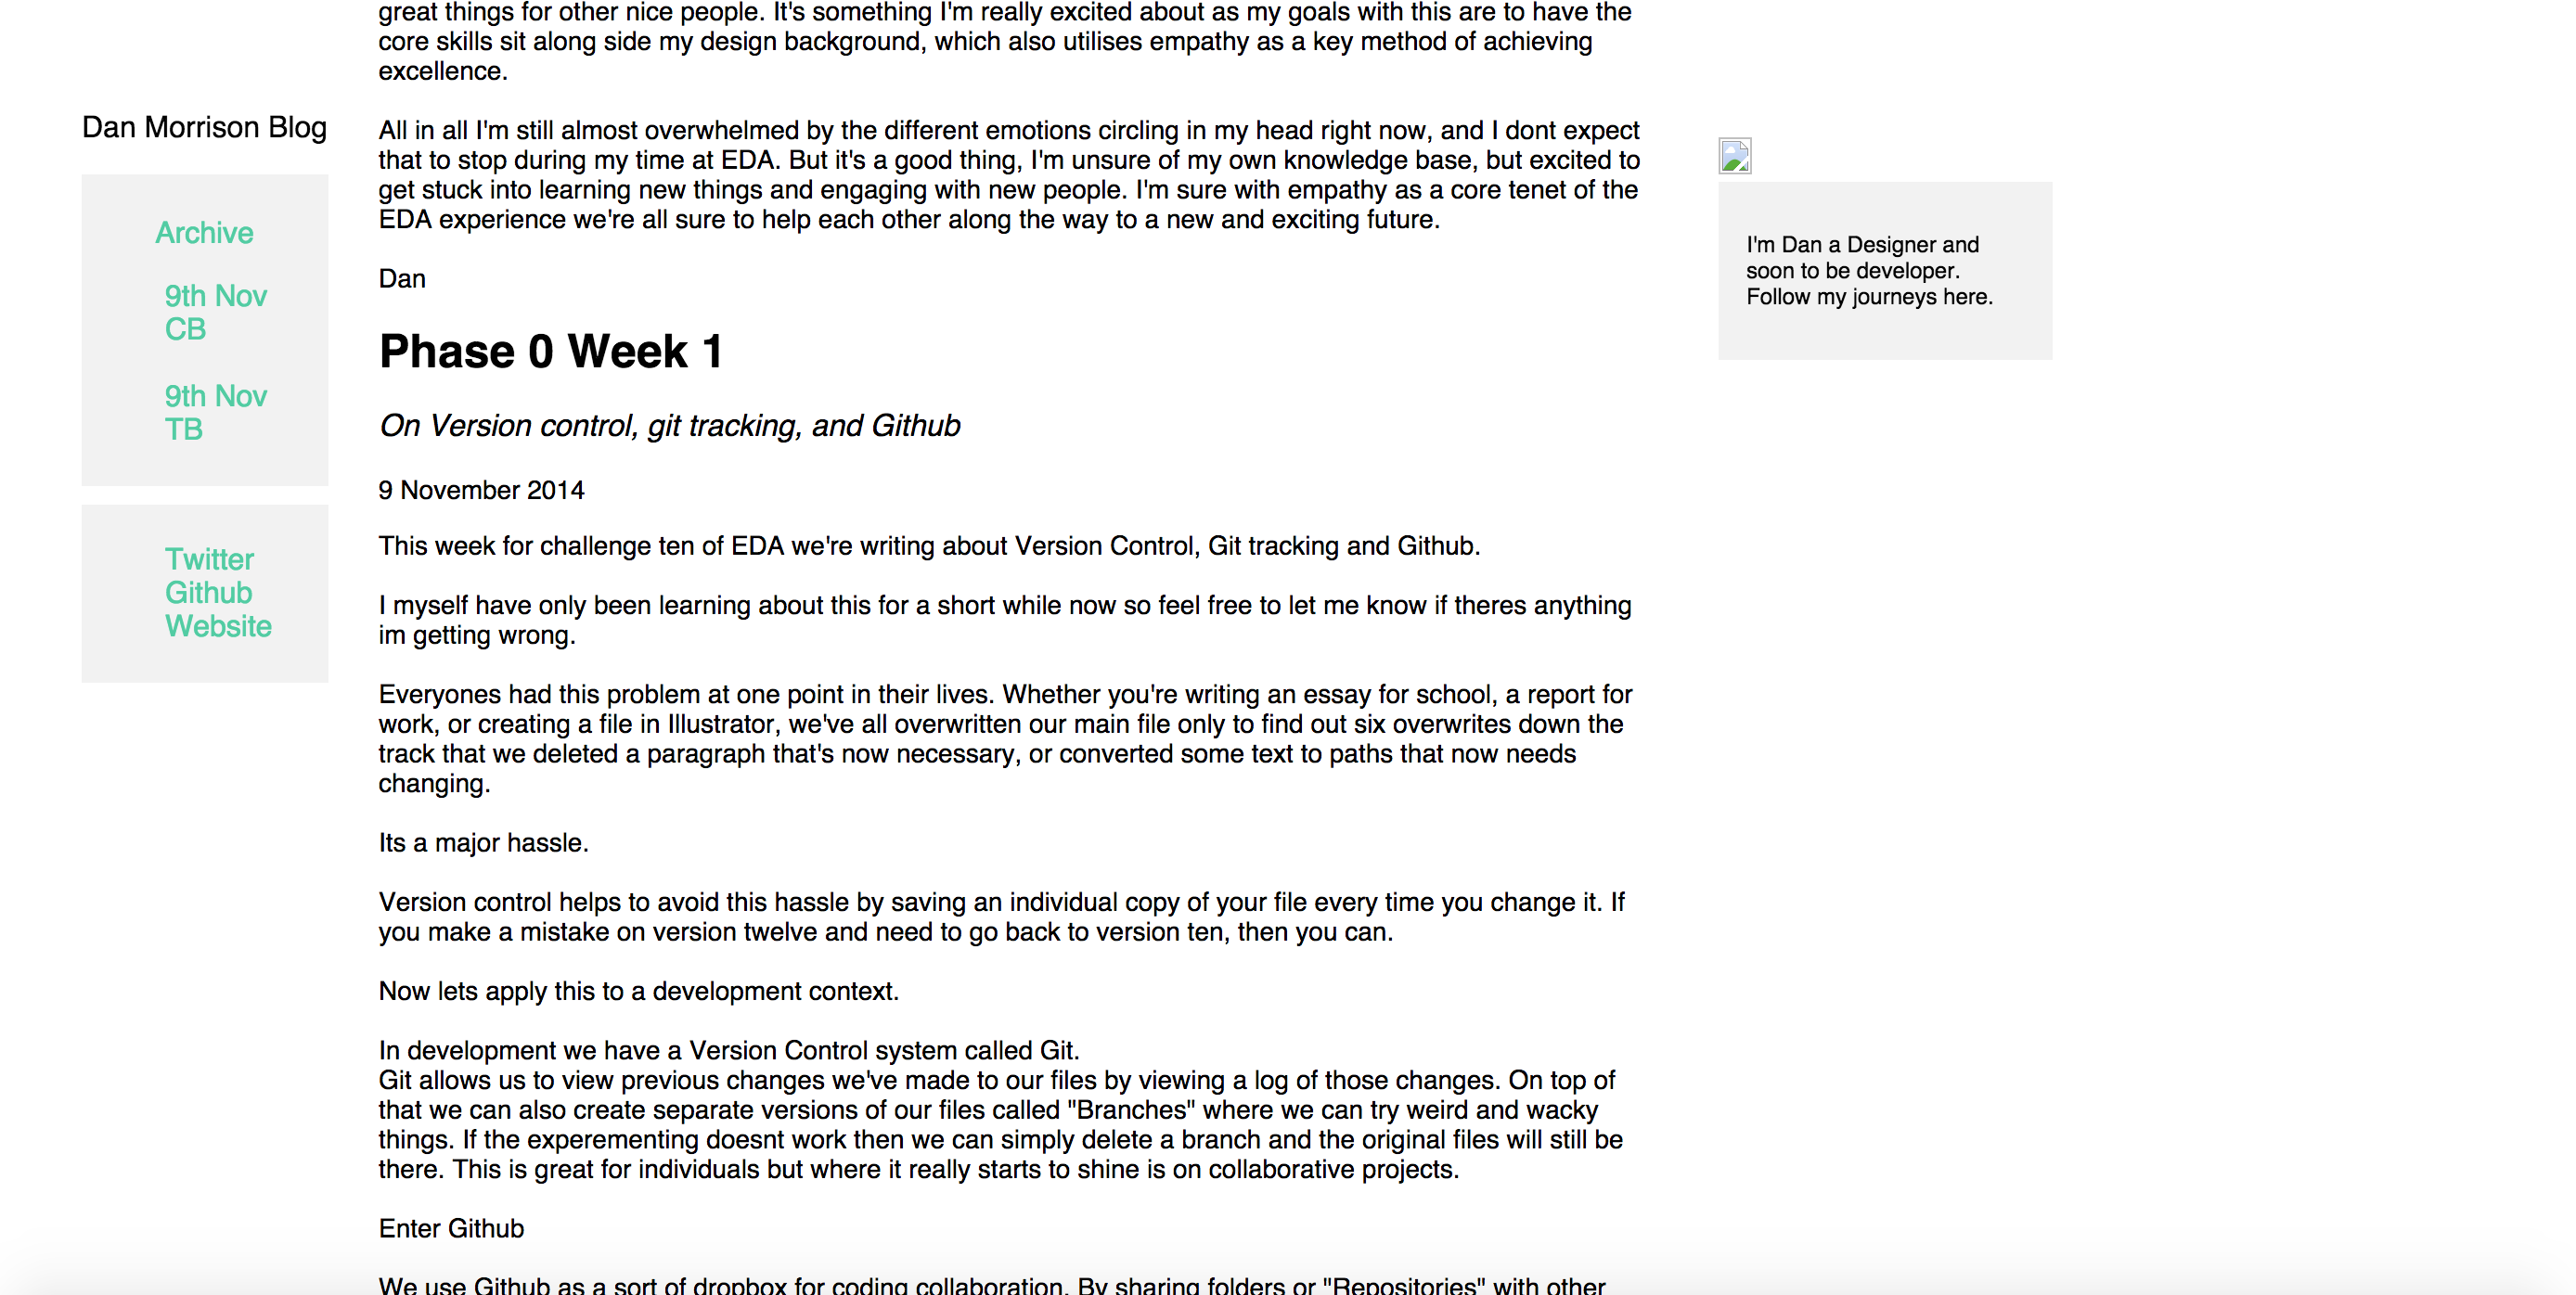 great things for other nice people. It's something I'm really excited about as my goals with this are to have the
core skills sit along side my design background, which also utilises empathy as a key method of achieving
excellence.
Dan Morrison Blog
All in all I'm still almost overwhelmed by the different emotions circling in my head right now, and I dont expect
that to stop during my time at EDA. But it's a good thing, I'm unsure of my own knowledge base, but excited to
get stuck into learning new things and engaging with new people. I'm sure with empathy as a core tenet of the
EDA experience we're all sure to help each other along the way to a new and exciting future.
Dan
Archive
9th Nov
CB
9th Nov
TB
Twitter
Github
Website
I'm Dan a Designer and
soon to be developer.
Follow my journeys here.
Phase 0 Week 1
On Version control, git tracking, and Github
9 November 2014
This week for challenge ten of EDA we're writing about Version Control, Git tracking and Github.
I myself have only been learning about this for a short while now so feel free to let me know if theres anything
im getting wrong.
Everyones had this problem at one point in their lives. Whether you're writing an essay for school, a report for
work, or creating a file in Illustrator, we've all overwritten our main file only to find out six overwrites down the
track that we deleted a paragraph that's now necessary, or converted some text to paths that now needs
changing.
Its a major hassle.
Version control helps to avoid this hassle by saving an individual copy of your file every time you change it. If
you make a mistake on version twelve and need to go back to version ten, then you can.
Now lets apply this to a development context.
In development we have a Version Control system called Git.
Git allows us to view previous changes we've made to our files by viewing a log of those changes. On top of
that we can also create separate versions of our files called "Branches" where we can try weird and wacky
things. If the experementing doesnt work then we can simply delete a branch and the original files will still be
there. This is great for individuals but where it really starts to shine is on collaborative projects.
Enter Github
We use Github as a sort of dropbox for coding collaboration. By sharing folders or "Repositories" with other